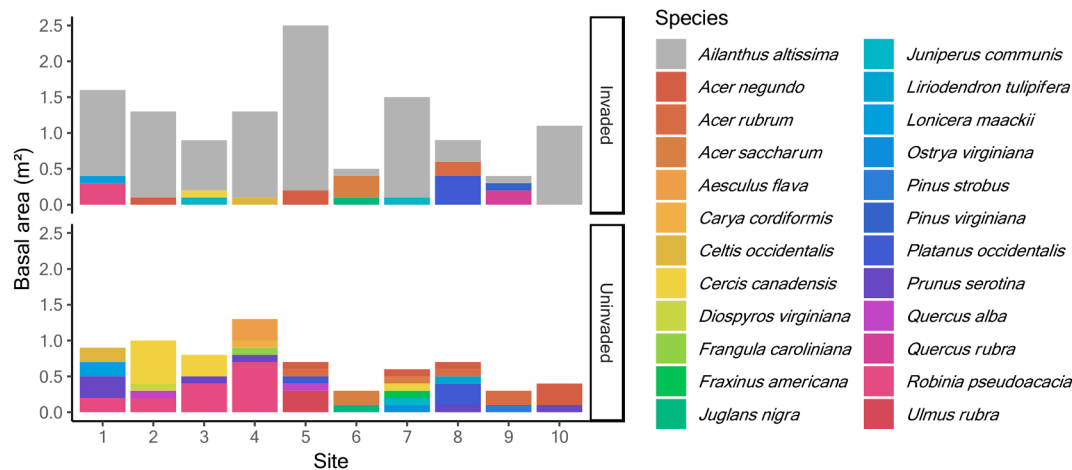 Basal area (m²)
2.5
2.0
1.5
1.0
0.5
0.0
Invaded
2.5
2.0
1.5
1.0
0.5
0.0
Uninvaded
1 2 3 4 5 6 7 8 9 10
Site
Species
Ailanthus altissima
Acer negundo
Acer rubrum
Acer saccharum
Aesculus flava
Carya cordiformis
Celtis occidentalis
Cercis canadensis
Diospyros virginiana
Frangula caroliniana
Fraxinus americana
Juglans nigra
Juniperus communis
Liriodendron tulipifera
Lonicera maackii
Ostrya virginiana
Pinus strobus
Pinus virginiana
Platanus occidentalis
Prunus serotina
Quercus alba
Quercus rubra
Robinia pseudoacacia
Ulmus rubra